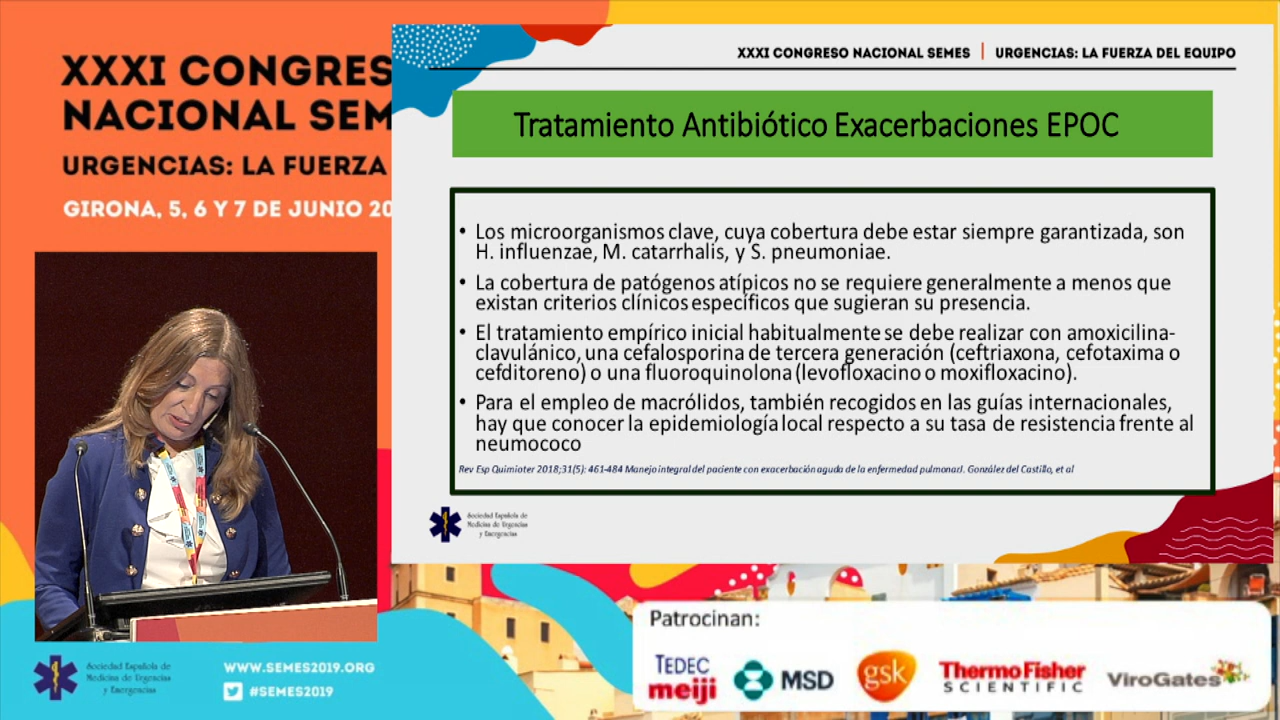 XXXI CONGRES
NACIONAL SEM
URGENCIAS: LA FUERZA
GIRONA, 5, 6 Y 7 DE JUNIO 20
XXXI CONGRESO NACIONAL SEMES | URGENCIAS: LA FUERZA DEL EQUIPO
Tratamiento Antibiótico Exacerbaciones EPOC
• Los microorganismos clave, cuya cobertura debe estar siempre garantizada, son
H. influenzae, M. catarrhalis, y S. pneumoniae.
• La cobertura de patógenos atípicos no se requiere generalmente a menos que
existan criterios clínicos específicos que sugieran su presencia.
• El tratamiento empírico inicial habitualmente se debe realizar con amoxicilina-
clavulánico, una cefalosporina de tercera generación (ceftriaxona, cefotaxima o
cefditoreno) o una fluoroquinolona (levofloxacino o moxifloxacino).
• Para el empleo de macrólidos, también recogidos en las guías internacionales,
hay que conocer la epidemiología local respecto a su tasa de resistencia frente al
neumococo
Rev Esp Quimioter 2018;31(5): 461-484 Manejo integral del paciente con exacerbación aguda de la enfermedad pulmonarJ. González del Castillo, et al
Sociedad Española de
Medicina de Urgencias
y Emergencias
Patrocinan:
TEDEC
meiji
MSD
gsk
ThermoFisher
SCIENTIFIC
ViroGates
Sociedad Española de
Medicina de Urgencias
y Emergencias
WWW.SEMES2019.ORG
#SEMES2019